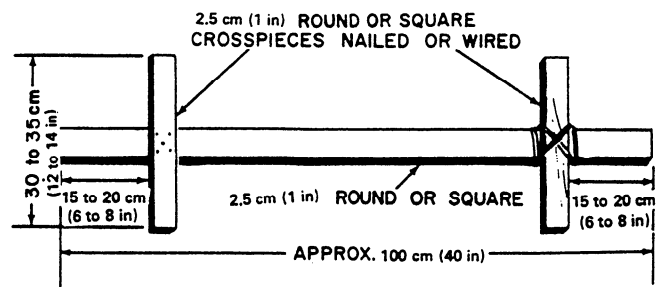 2.5 cm (1 in) ROUND OR SQUARE
CROSSPIECES NAILED OR WIRED
30 to 35 cm
(12 to 14 in)
15 to 20 cm
(6 to 8 in)
2.5 cm (1 in) ROUND OR SQUARE
15 to 20 cm
(6 to 8 in)
APPROX. 100 cm (40 in)